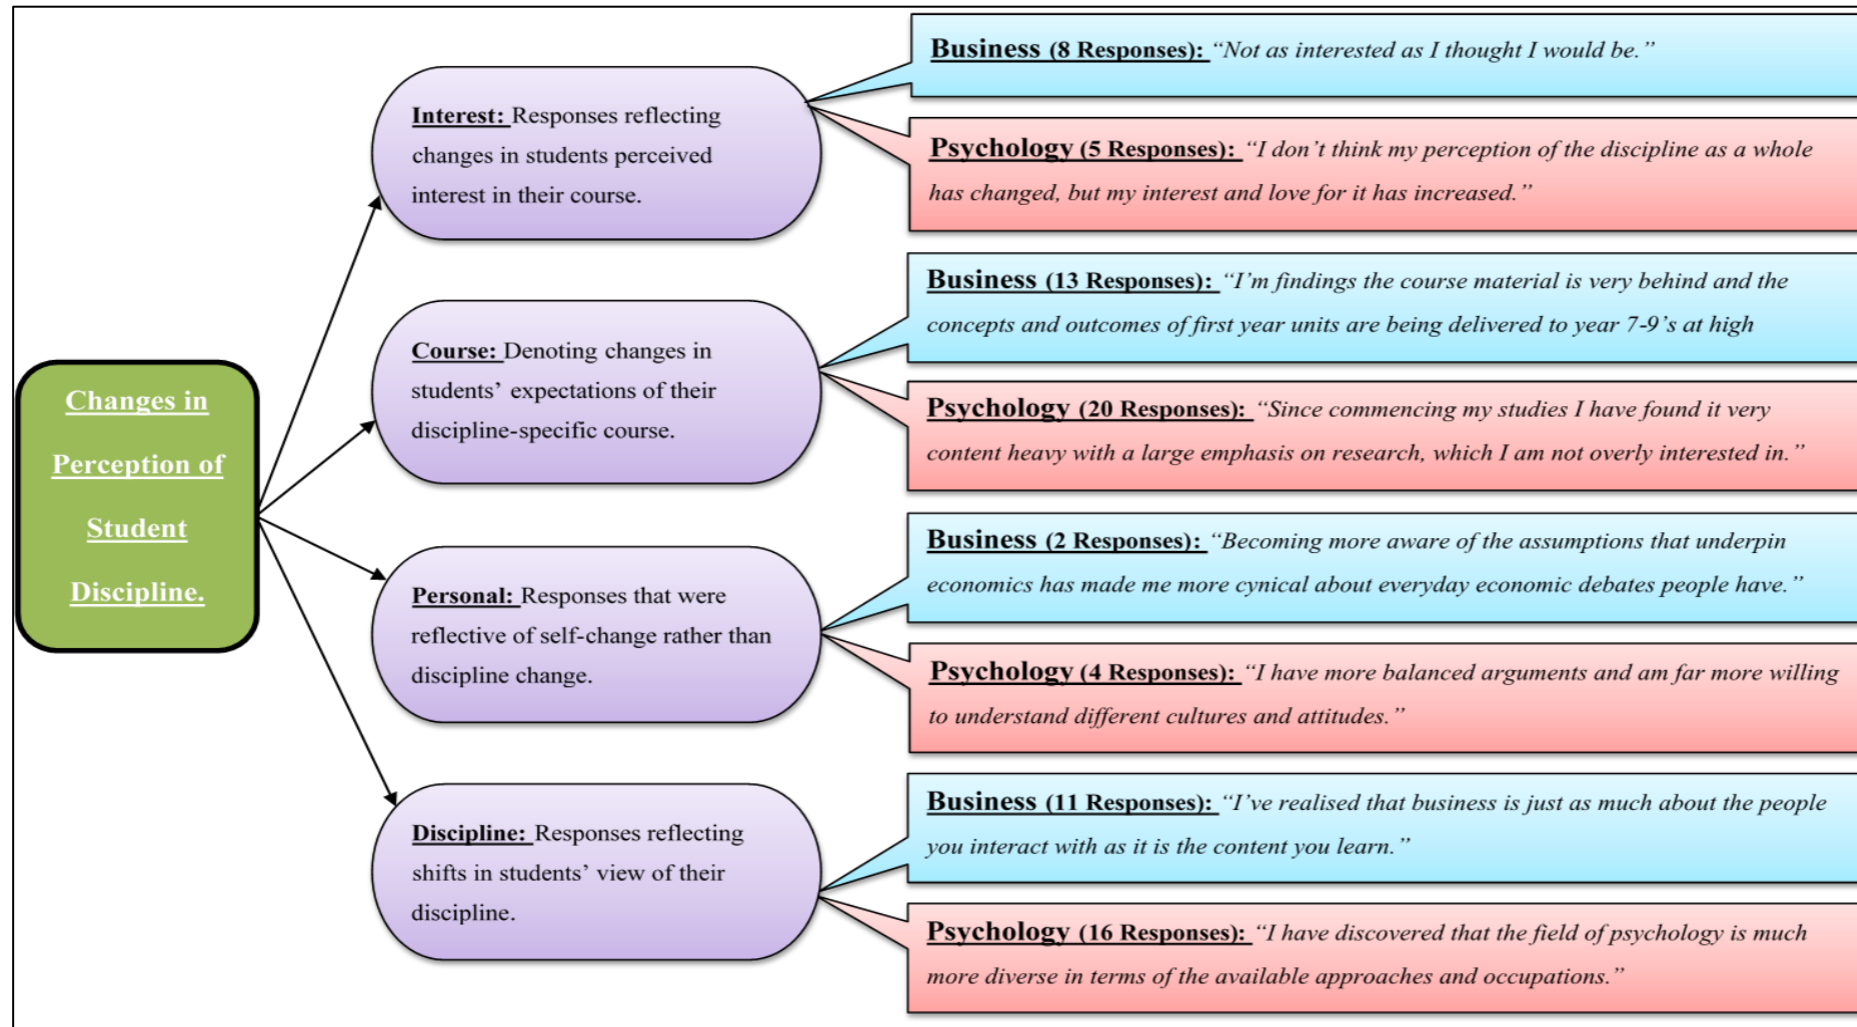 Changes in
Perception of
Student
Discipline.
Interest: Responses reflecting
changes in students perceived
interest in their course.
Business (8 Responses): “Not as interested as I thought I would be.”
Psychology (5 Responses): “I don’t think my perception of the discipline as a whole
has changed, but my interest and love for it has increased.”
Course: Denoting changes in
students’ expectations of their
discipline-specific course.
Business (13 Responses): “I’m findings the course material is very behind and the
concepts and outcomes of first year units are being delivered to year 7-9’s at high
Psychology (20 Responses): “Since commencing my studies I have found it very
content heavy with a large emphasis on research, which I am not overly interested in.”
Personal: Responses that were
reflective of self-change rather than
discipline change.
Business (2 Responses): “Becoming more aware of the assumptions that underpin
economics has made me more cynical about everyday economic debates people have.”
Psychology (4 Responses): “I have more balanced arguments and am far more willing
to understand different cultures and attitudes.”
Discipline: Responses reflecting
shifts in students’ view of their
discipline.
Business (11 Responses): “I’ve realised that business is just as much about the people
you interact with as it is the content you learn.”
Psychology (16 Responses): “I have discovered that the field of psychology is much
more diverse in terms of the available approaches and occupations.”